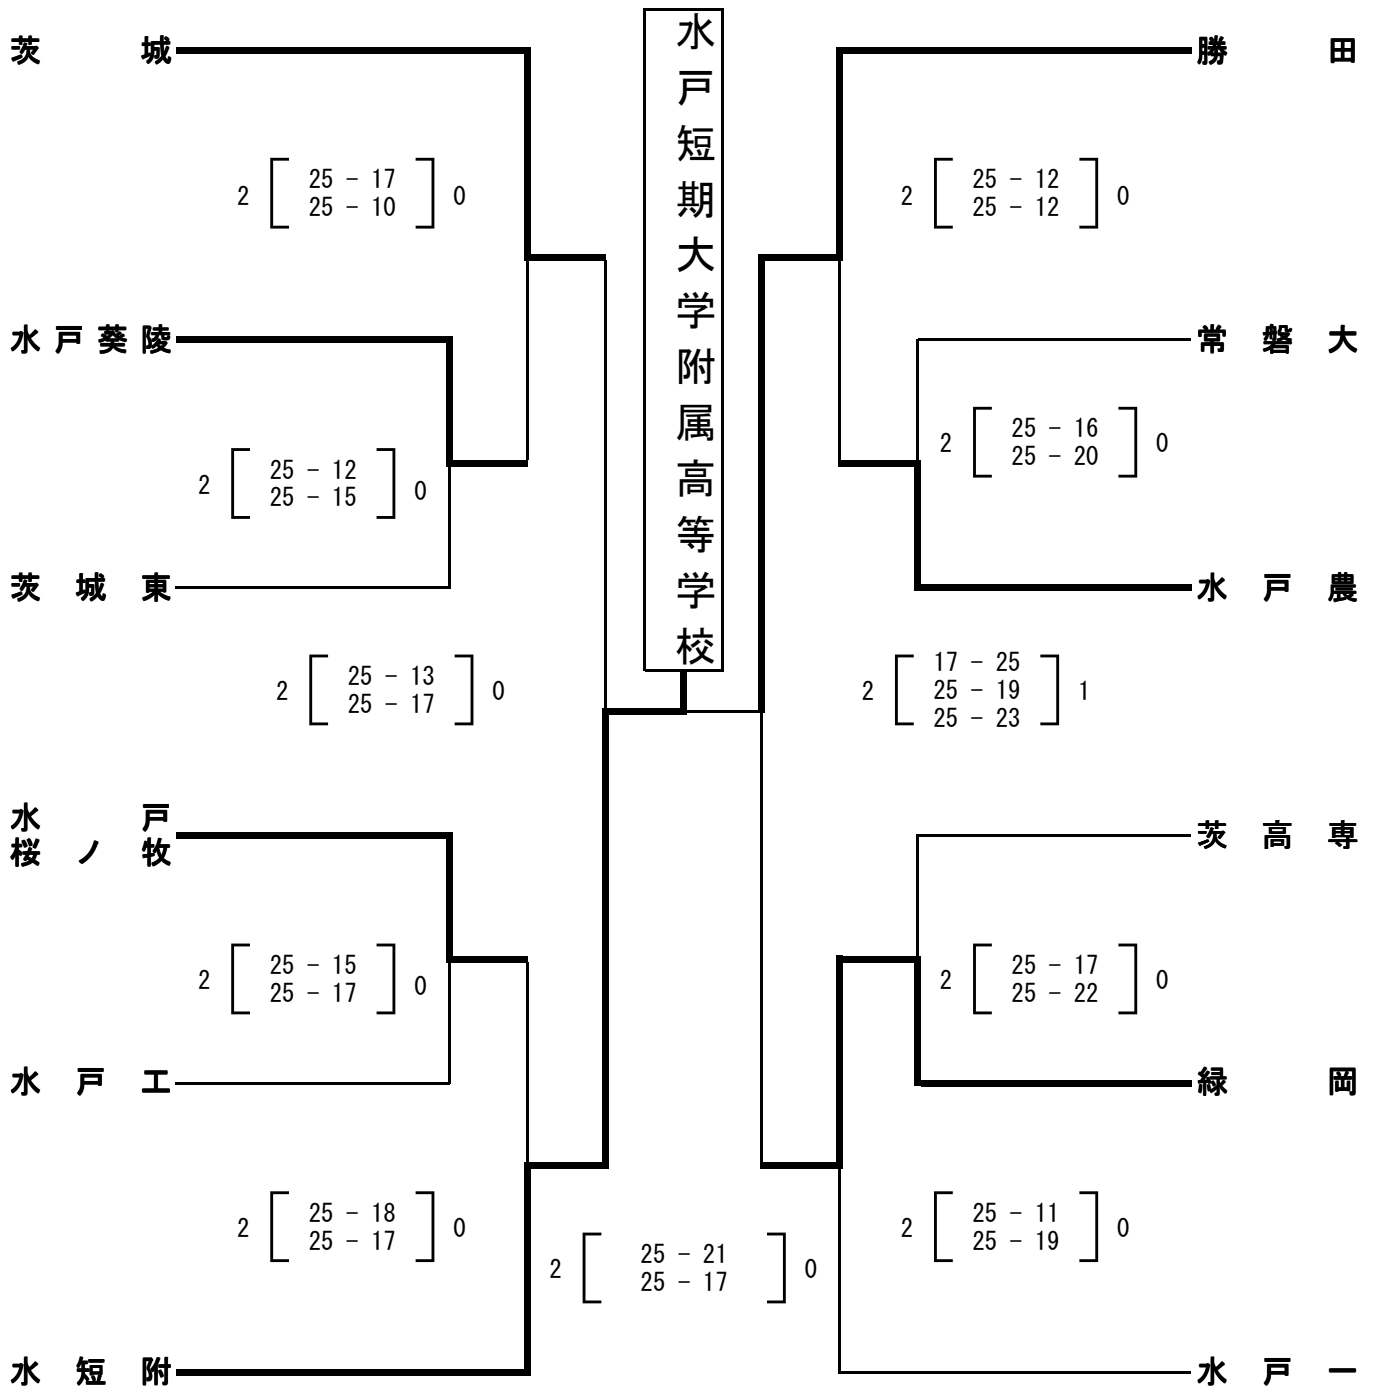 水戸短期大学附属高等学校
茨城
2 [ 25 － 17 ] 0
25 － 10
水戸葵陵
2 [ 25 － 12 ] 0
25 － 15
茨城東
2 [ 25 － 13 ] 0
25 － 17
水戸
桜ノ牧
2 [ 25 － 15 ] 0
25 － 17
水戸工
2 [ 25 － 18 ] 0
25 － 17
水短附
2 [ 25 － 21 ] 0
25 － 17
勝田
2 [ 25 － 12 ] 0
25 － 12
常磐大
2 [ 25 － 16 ] 0
25 － 20
水戸農
17 － 25
2 [ 25 － 19 ] 1
25 － 23
茨高専
2 [ 25 － 17 ] 0
25 － 22
緑岡
2 [ 25 － 11 ] 0
25 － 19
水戸一